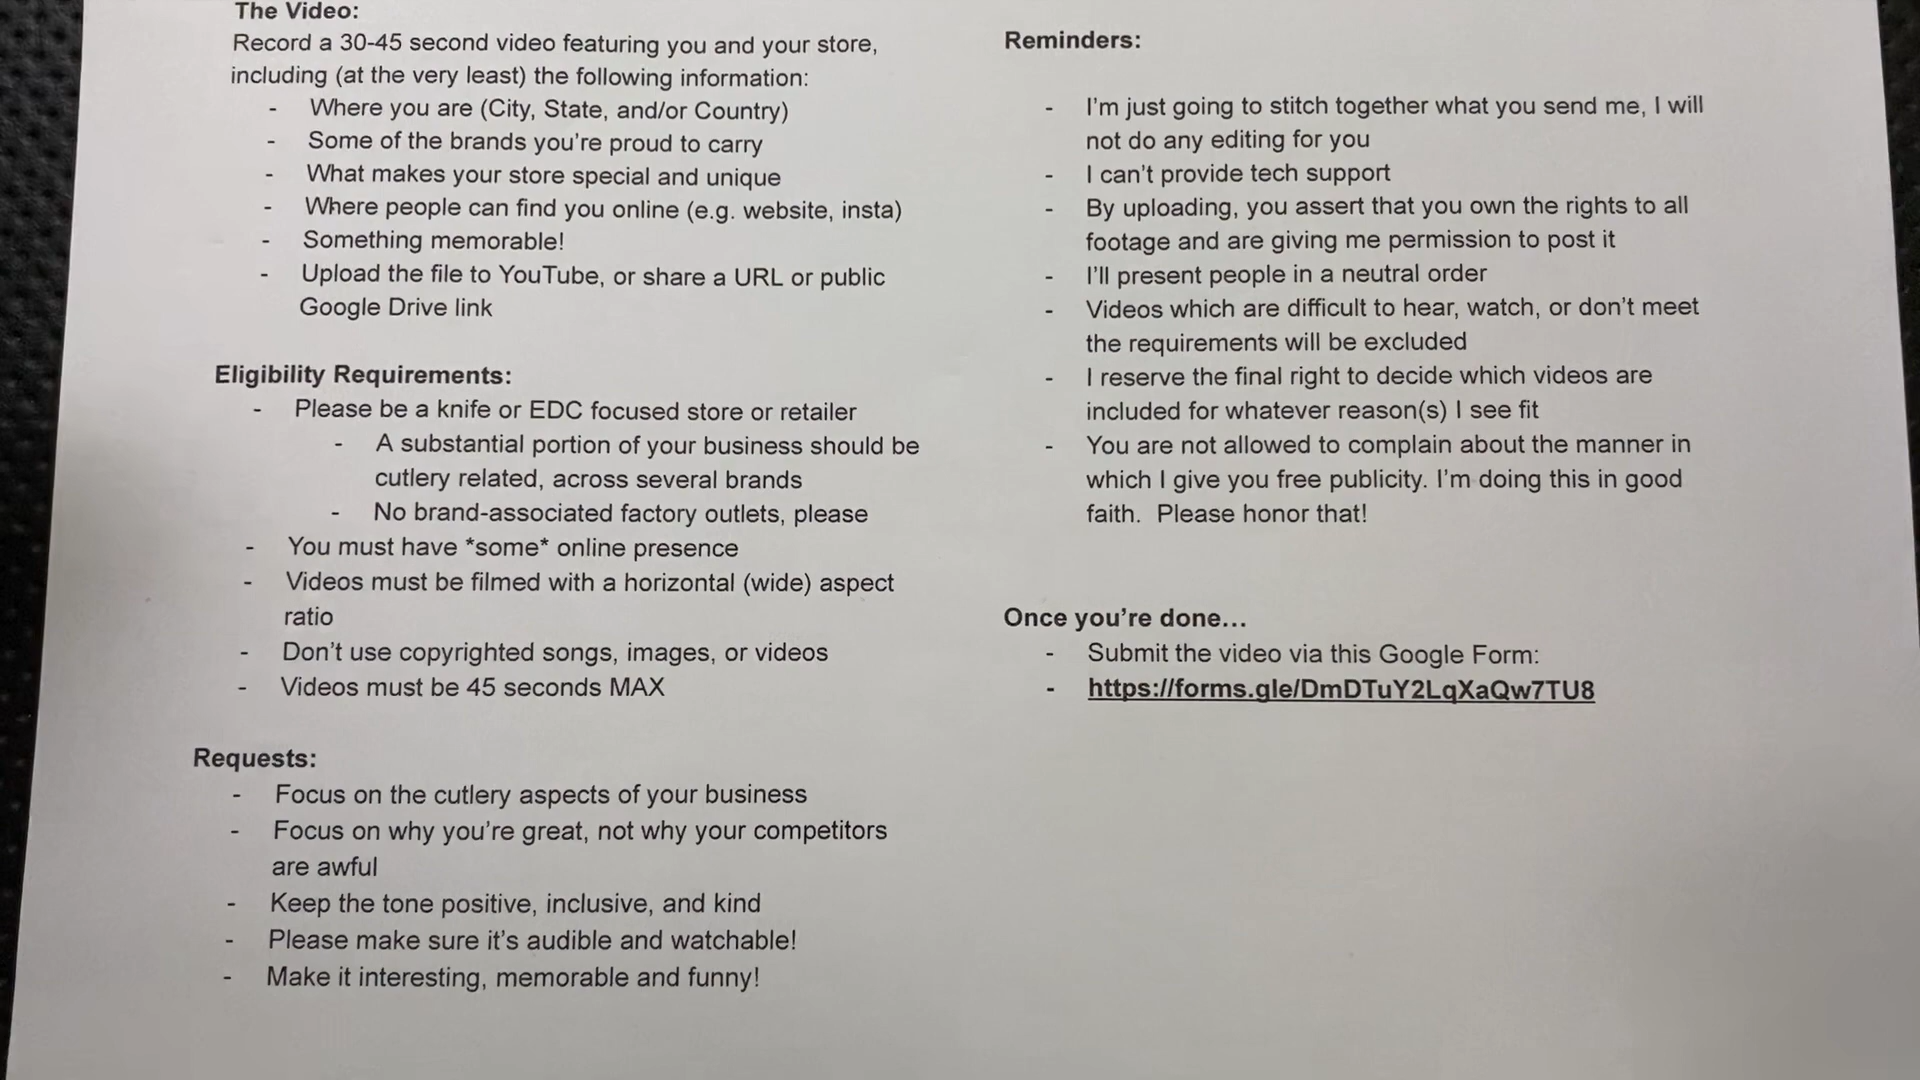 The Video:
Record a 30-45 second video featuring you and your store,
including (at the very least) the following information:
- Where you are (City, State, and/or Country)
- Some of the brands you're proud to carry
- What makes your store special and unique
- Where people can find you online (e.g. website, insta)
- Something memorable!
- Upload the file to YouTube, or share a URL or public
Google Drive link
Eligibility Requirements:
- Please be a knife or EDC focused store or retailer
- A substantial portion of your business should be
cutlery related, across several brands
- No brand-associated factory outlets, please
- You must have *some* online presence
- Videos must be filmed with a horizontal (wide) aspect
ratio
- Don't use copyrighted songs, images, or videos
- Videos must be 45 seconds MAX
Requests:
- Focus on the cutlery aspects of your business
- Focus on why you're great, not why your competitors
are awful
- Keep the tone positive, inclusive, and kind
- Please make sure it's audible and watchable!
- Make it interesting, memorable and funny!
Reminders:
- I'm just going to stitch together what you send me, I will
not do any editing for you
- I can't provide tech support
- By uploading, you assert that you own the rights to all
footage and are giving me permission to post it
- I'll present people in a neutral order
- Videos which are difficult to hear, watch, or don't meet
the requirements will be excluded
- I reserve the final right to decide which videos are
included for whatever reason(s) I see fit
- You are not allowed to complain about the manner in
which I give you free publicity. I'm doing this in good
faith.  Please honor that!
Once you're done...
- Submit the video via this Google Form:
- https://forms.gle/DmDTuY2LqXaQw7TU8